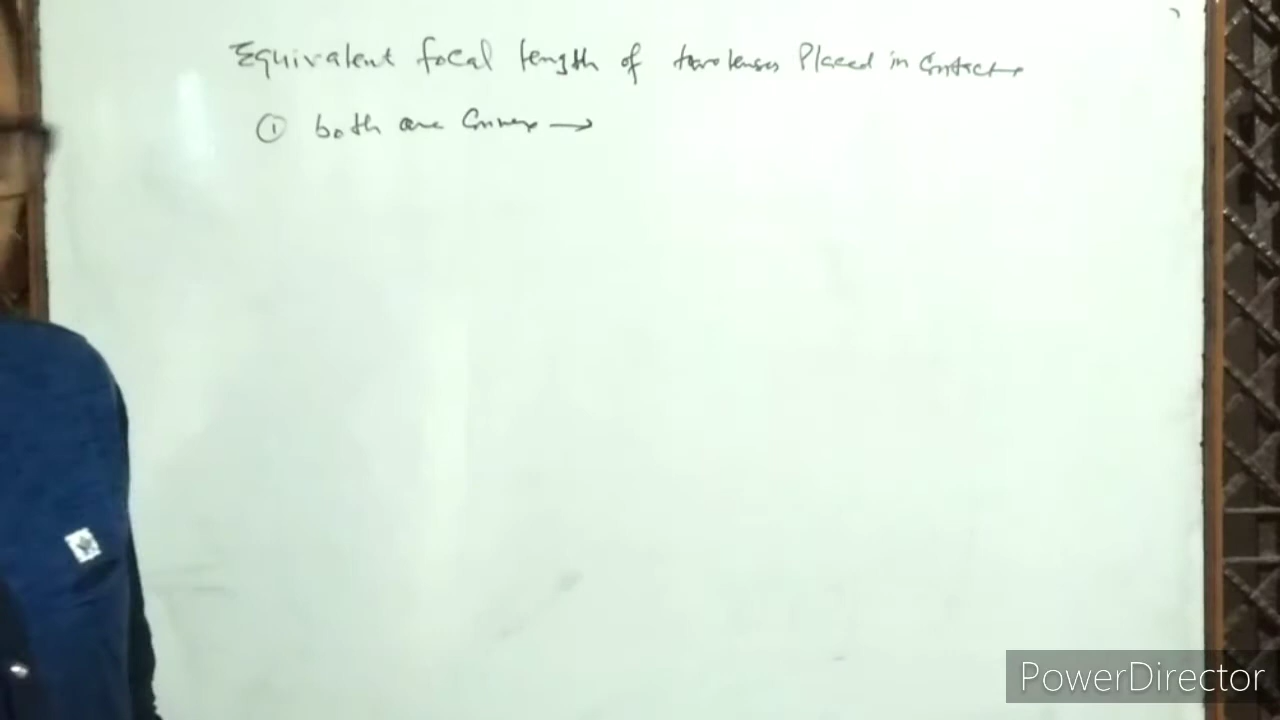 Equivalent focal length of two lenses Placed in Contact
① both are Convex →
PowerDirector